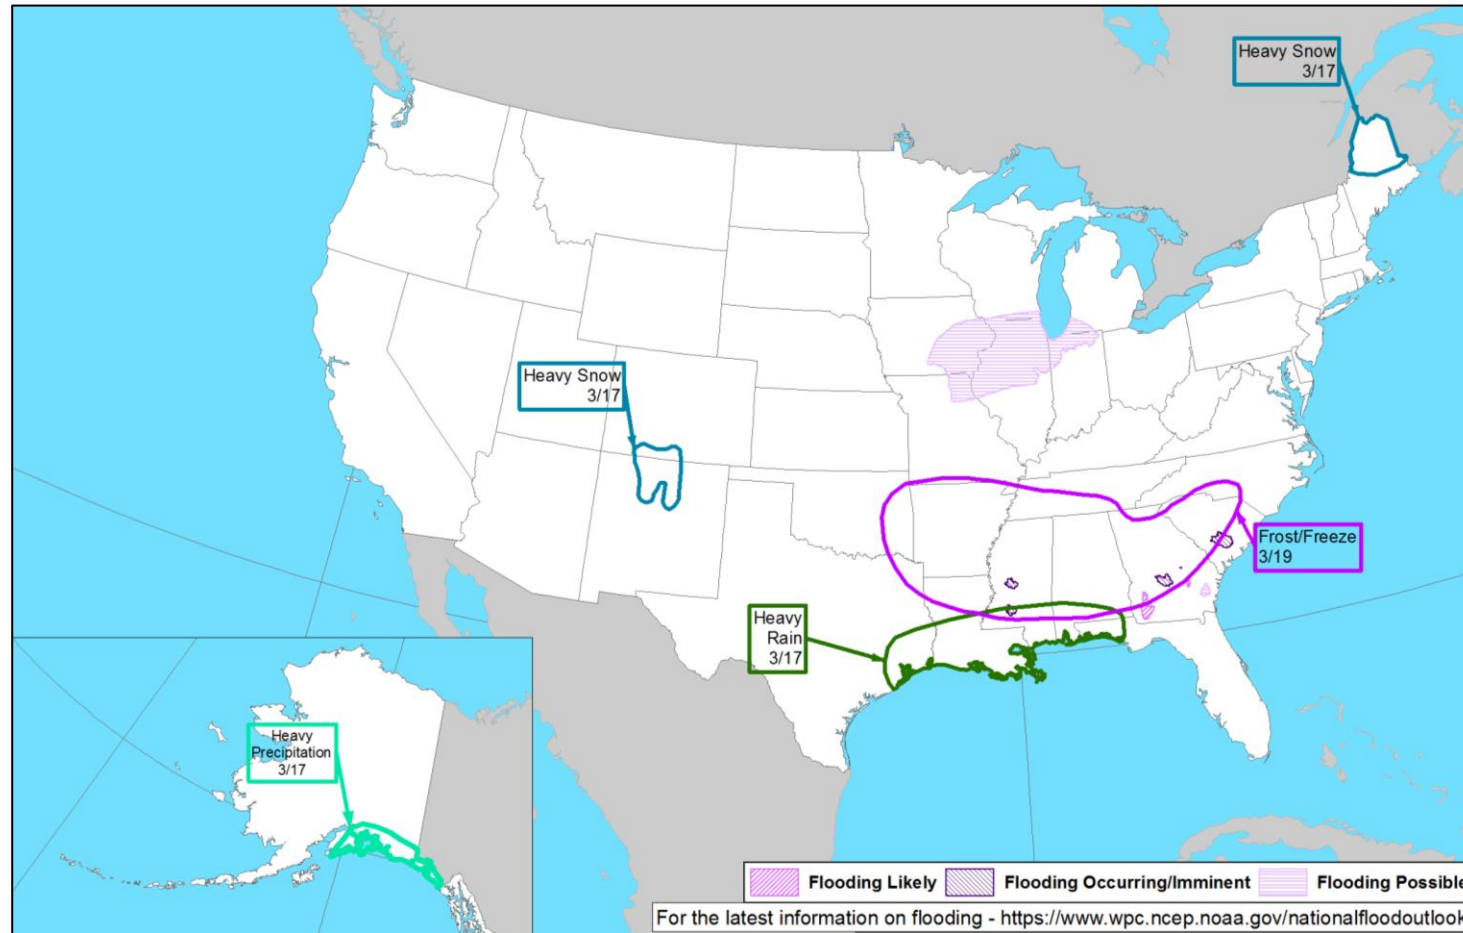 Heavy Snow
3/17
Heavy Snow
3/17
Frost/Freeze
3/19
Heavy
Rain
3/17
Heavy
Precipitation
3/17
Flooding Likely
Flooding Occurring/Imminent
Flooding Possible
For the latest information on flooding - https://www.wpc.ncep.noaa.gov/nationalfloodoutlook